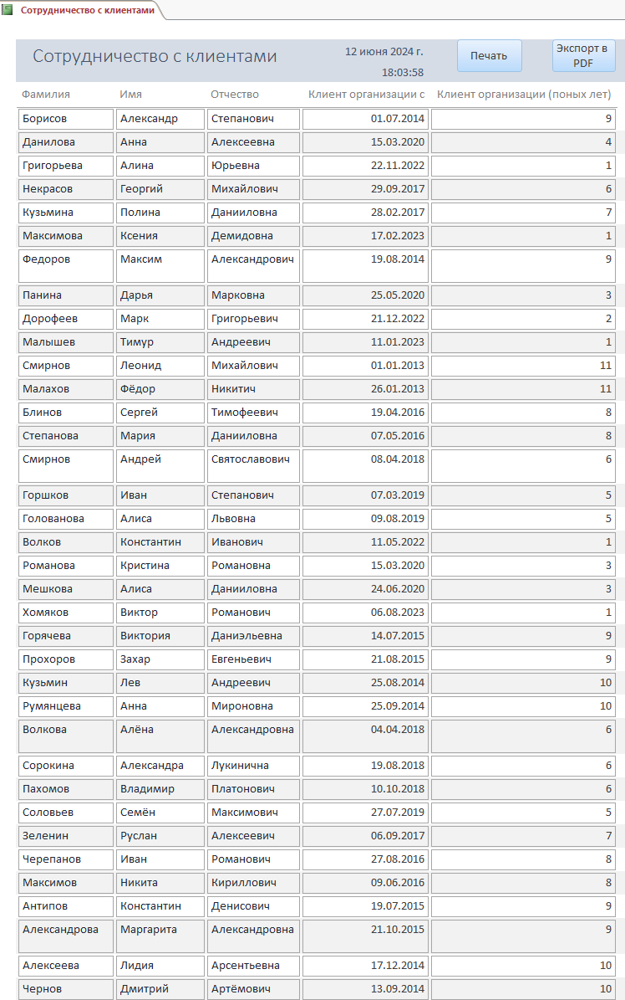 Сотрудничество с клиентами
Сотрудничество с клиентами
12 июня 2024 г.
18:03:58
Печать
Экспорт в
PDF
Фамилия Имя Отчество Клиент организации с Клиент организации (поных лет)
Борисов Александр Степанович 01.07.2014 9
Данилова Анна Алексеевна 15.03.2020 4
Григорьева Алина Юрьевна 22.11.2022 1
Некрасов Георгий Михайлович 29.09.2017 6
Кузьмина Полина Данииловна 28.02.2017 7
Максимова Ксения Демидовна 17.02.2023 1
Федоров Максим Александрович 19.08.2014 9
Панина Дарья Марковна 25.05.2020 3
Дорофеев Марк Григорьевич 21.12.2022 2
Малышев Тимур Андреевич 11.01.2023 1
Смирнов Леонид Михайлович 01.01.2013 11
Малахов Фёдор Никитич 26.01.2013 11
Блинов Сергей Тимофеевич 19.04.2016 8
Степанова Мария Данииловна 07.05.2016 8
Смирнов Андрей Святославович 08.04.2018 6
Горшков Иван Степанович 07.03.2019 5
Голованова Алиса Львовна 09.08.2019 5
Волков Константин Иванович 11.05.2022 1
Романова Кристина Романовна 15.03.2020 3
Мешкова Алиса Данииловна 24.06.2020 3
Хомяков Виктор Романович 06.08.2023 1
Горячева Виктория Даниэльевна 14.07.2015 9
Прохоров Захар Евгеньевич 21.08.2015 9
Кузьмин Лев Андреевич 25.08.2014 10
Румянцева Анна Мироновна 25.09.2014 10
Волкова Алёна Александровна 04.04.2018 6
Сорокина Александра Лукинична 19.08.2018 6
Пахомов Владимир Платонович 10.10.2018 6
Соловьев Семён Максимович 27.07.2019 5
Зеленин Руслан Алексеевич 06.09.2017 7
Черепанов Иван Романович 27.08.2016 8
Максимов Никита Кириллович 09.06.2016 8
Антипов Константин Денисович 19.07.2015 9
Александрова Маргарита Александровна 21.10.2015 9
Алексеева Лидия Арсентьевна 17.12.2014 10
Чернов Дмитрий Артёмович 13.09.2014 10